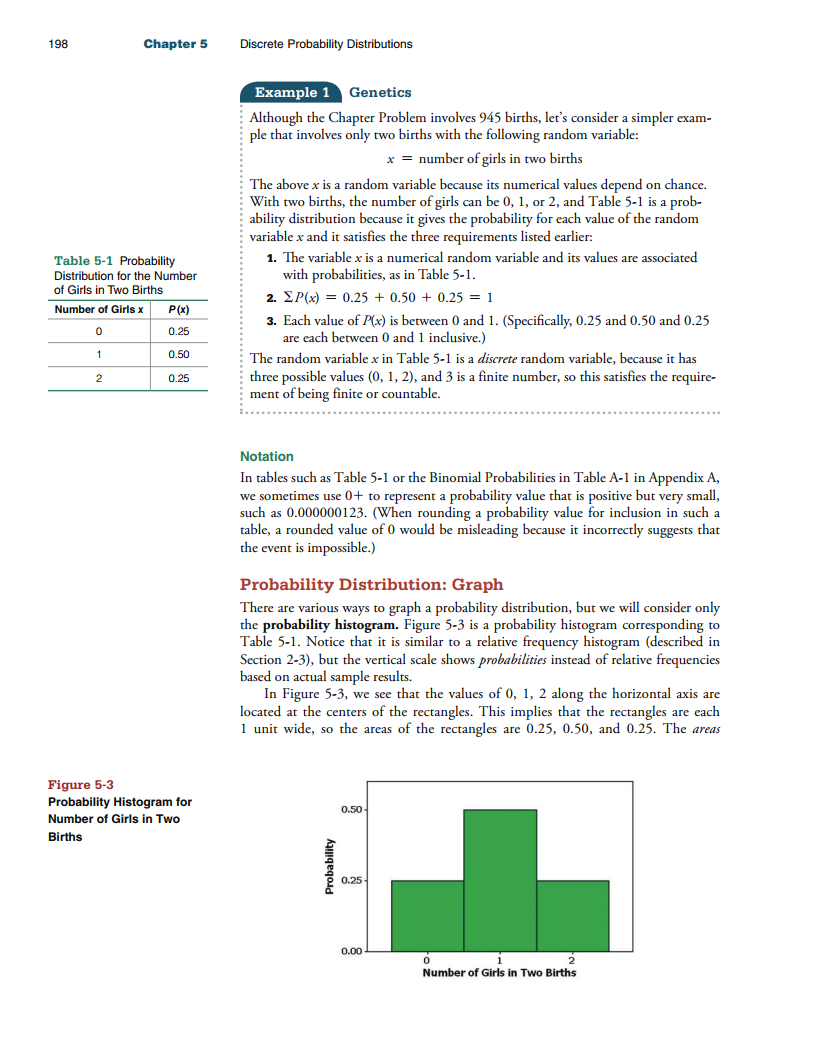 198 Chapter 5 Discrete Probability Distributions
Example 1 Genetics
Although the Chapter Problem involves 945 births, let’s consider a simpler exam-
ple that involves only two births with the following random variable:
x = number of girls in two births
The above x is a random variable because its numerical values depend on chance.
With two births, the number of girls can be 0, 1, or 2, and Table 5-1 is a prob-
ability distribution because it gives the probability for each value of the random
variable x and it satisfies the three requirements listed earlier:
1. The variable x is a numerical random variable and its values are associated
with probabilities, as in Table 5-1.
2. ΣP(x) = 0.25 + 0.50 + 0.25 = 1
3. Each value of P(x) is between 0 and 1. (Specifically, 0.25 and 0.50 and 0.25
are each between 0 and 1 inclusive.)
The random variable x in Table 5-1 is a discrete random variable, because it has
three possible values (0, 1, 2), and 3 is a finite number, so this satisfies the require-
ment of being finite or countable.
Table 5-1 Probability
Distribution for the Number
of Girls in Two Births
Number of Girls x P(x)
0 0.25
1 0.50
2 0.25
Notation
In tables such as Table 5-1 or the Binomial Probabilities in Table A-1 in Appendix A,
we sometimes use 0+ to represent a probability value that is positive but very small,
such as 0.000000123. (When rounding a probability value for inclusion in such a
table, a rounded value of 0 would be misleading because it incorrectly suggests that
the event is impossible.)
Probability Distribution: Graph
There are various ways to graph a probability distribution, but we will consider only
the probability histogram. Figure 5-3 is a probability histogram corresponding to
Table 5-1. Notice that it is similar to a relative frequency histogram (described in
Section 2-3), but the vertical scale shows probabilities instead of relative frequencies
based on actual sample results.
In Figure 5-3, we see that the values of 0, 1, 2 along the horizontal axis are
located at the centers of the rectangles. This implies that the rectangles are each
1 unit wide, so the areas of the rectangles are 0.25, 0.50, and 0.25. The areas
Figure 5-3
Probability Histogram for
Number of Girls in Two
Births
Probability
0.50
0.25
0.00
0 1 2
Number of Girls in Two Births